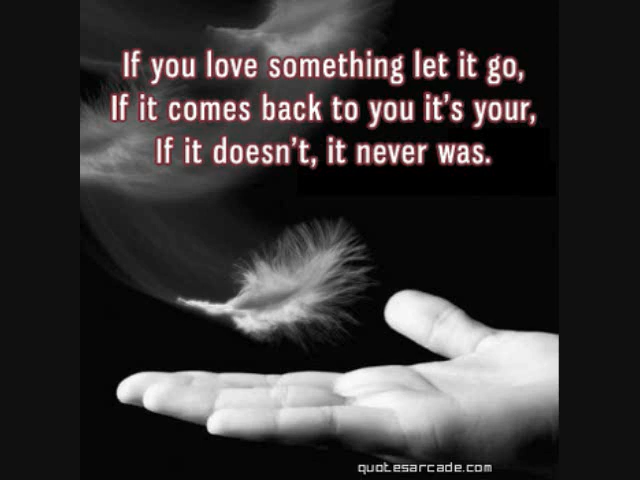 If you love something let it go,
If it comes back to you it's your,
If it doesn't, it never was.
quotesarcade.com